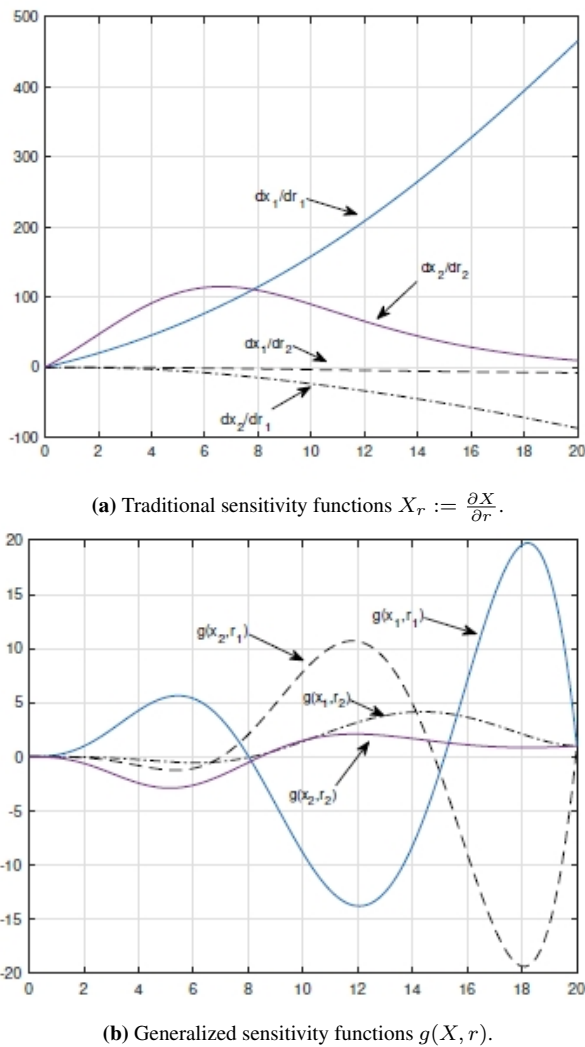 500
400
300
200
100
0
-100
dx1/dr1
dx2/dr2
dx1/dr2
dx2/dr1
0 2 4 6 8 10 12 14 16 18 20
(a) Traditional sensitivity functions X_r := ∂X/∂r.
20
15
10
5
0
-5
-10
-15
-20
g(x1,r1)
g(x2,r1)
g(x1,r2)
g(x2,r2)
0 2 4 6 8 10 12 14 16 18 20
(b) Generalized sensitivity functions g(X, r).